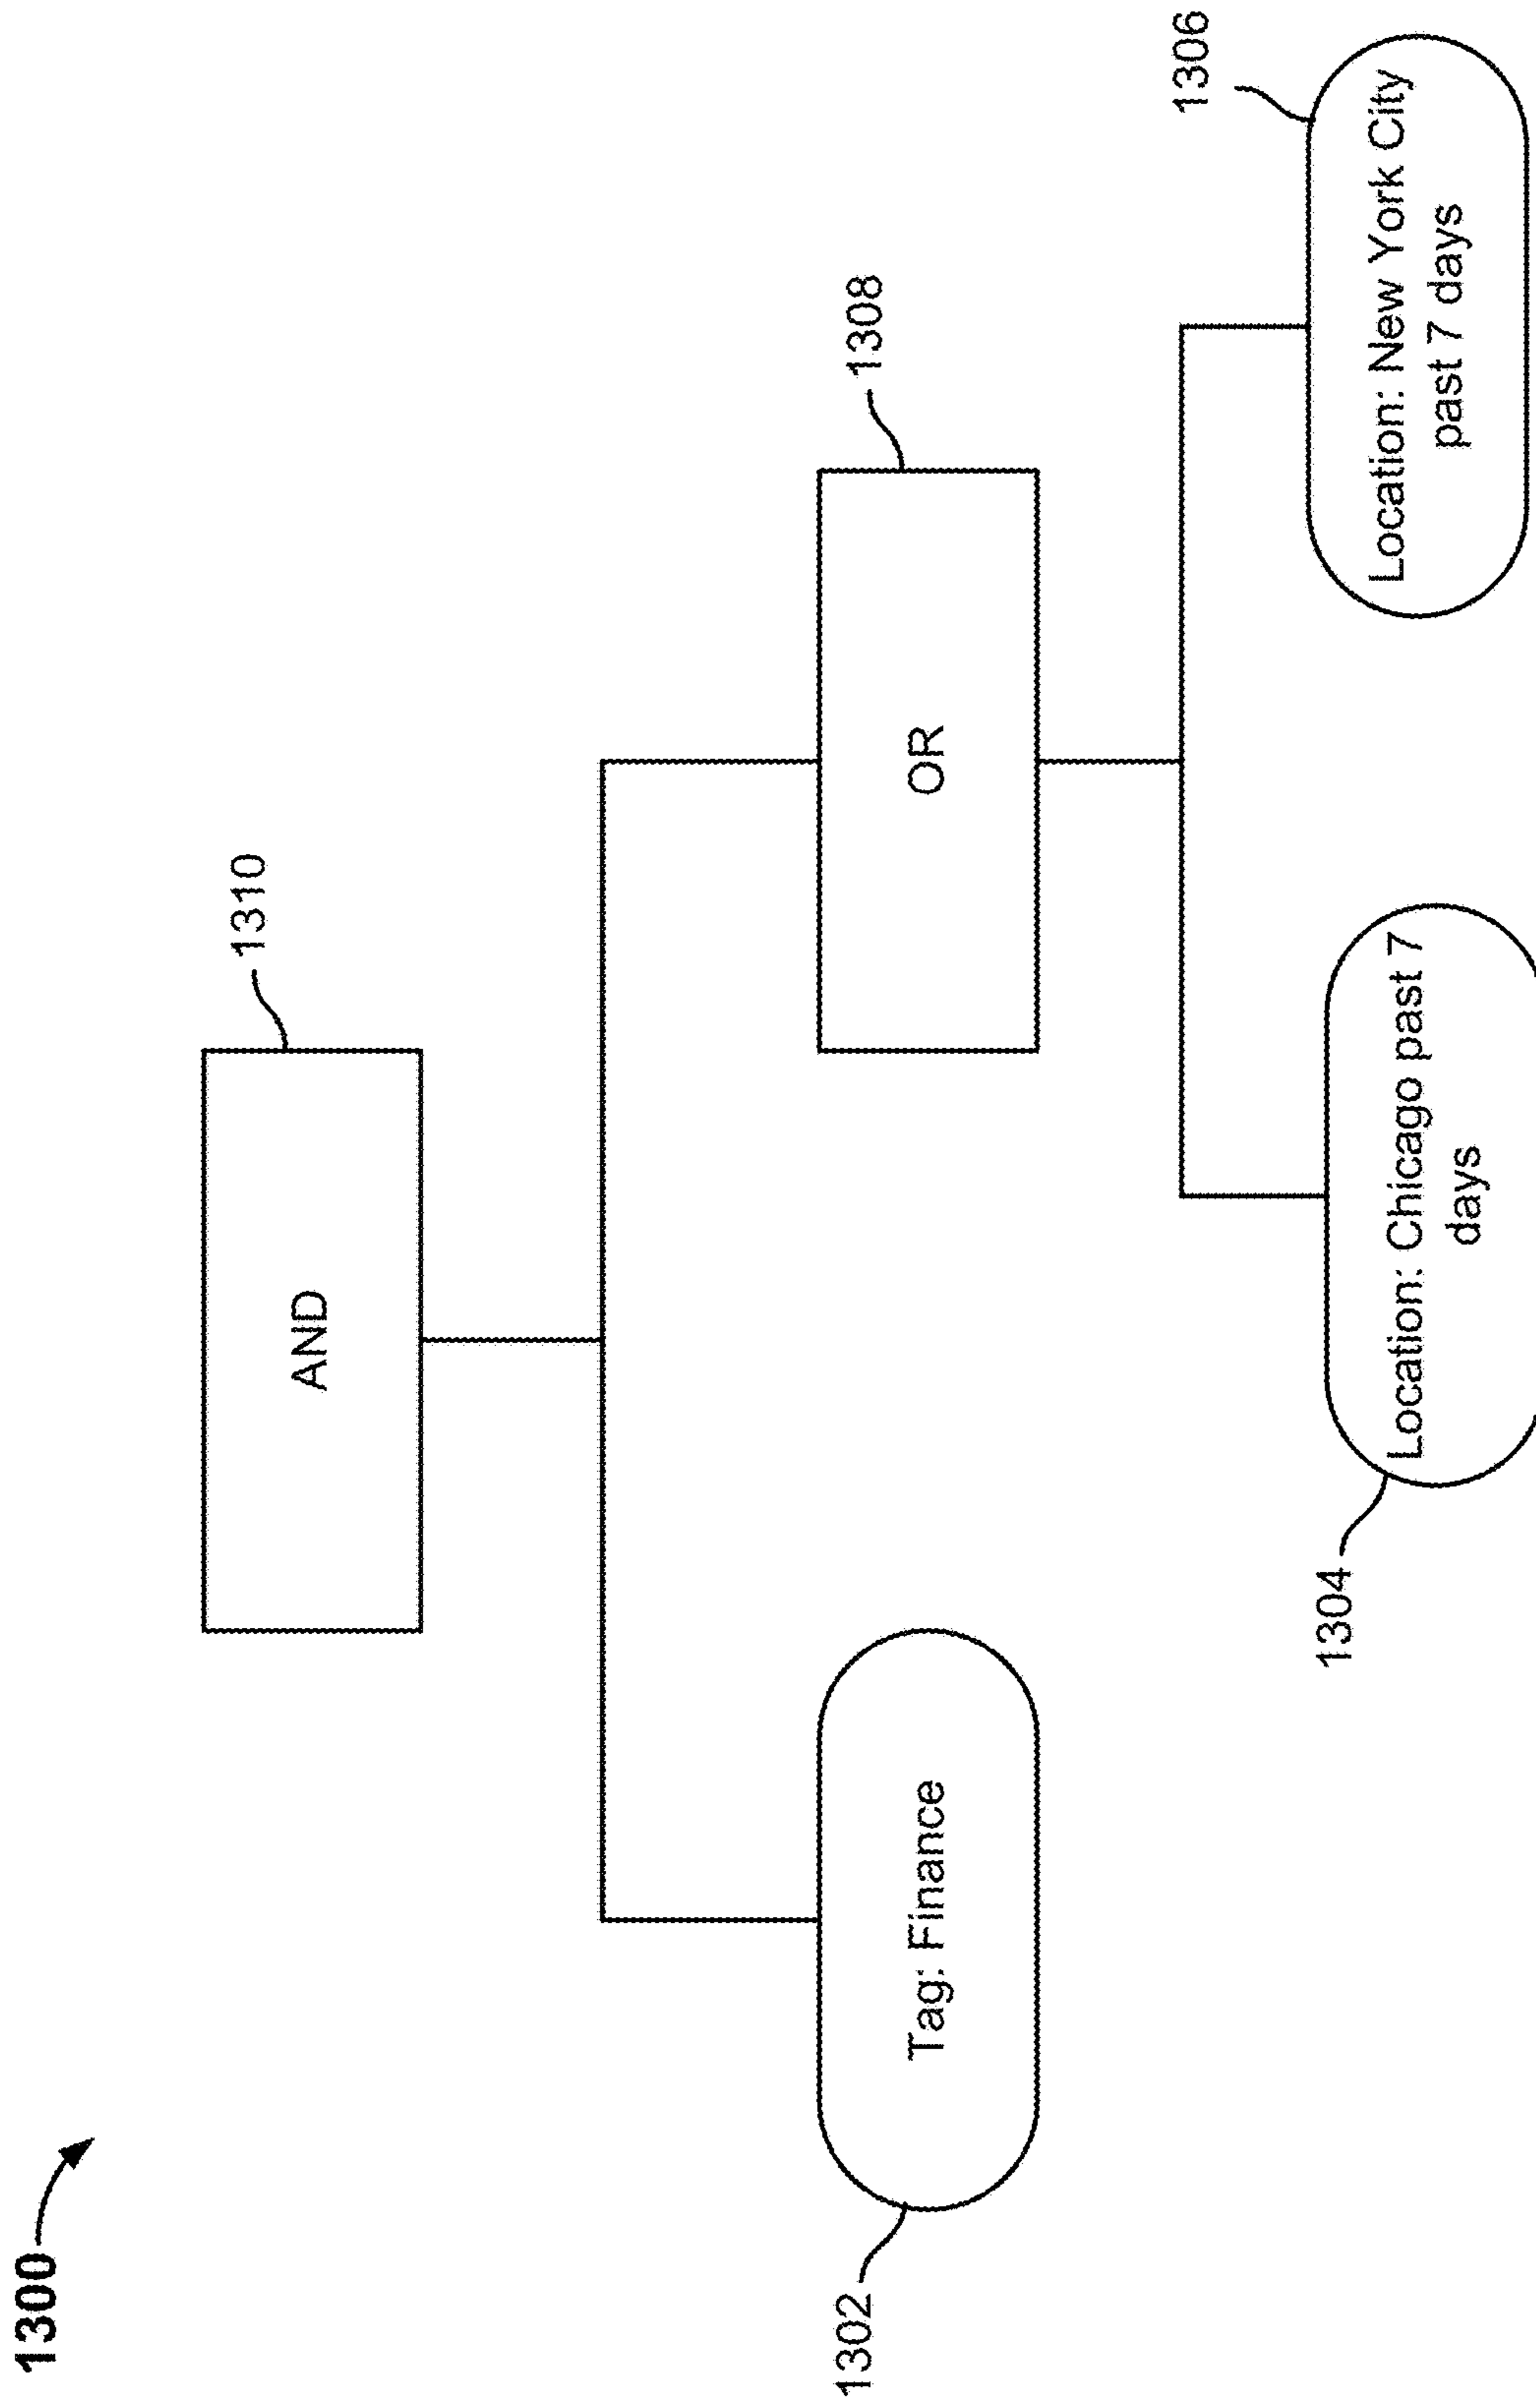 1300
1310
AND
1308
OR
1302
Tag: Finance
1306
Location: New York City
past 7 days
1304
Location: Chicago past 7
days